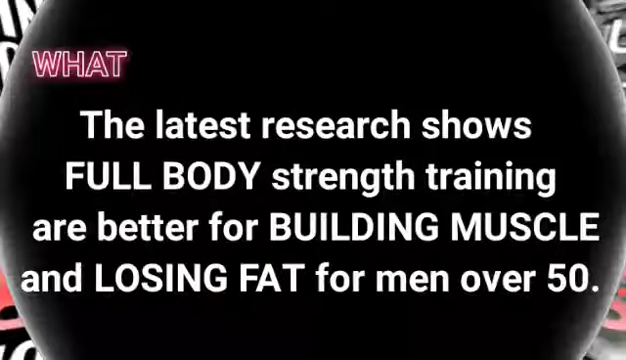 WHAT
The latest research shows
FULL BODY strength training
are better for BUILDING MUSCLE
and LOSING FAT for men over 50.